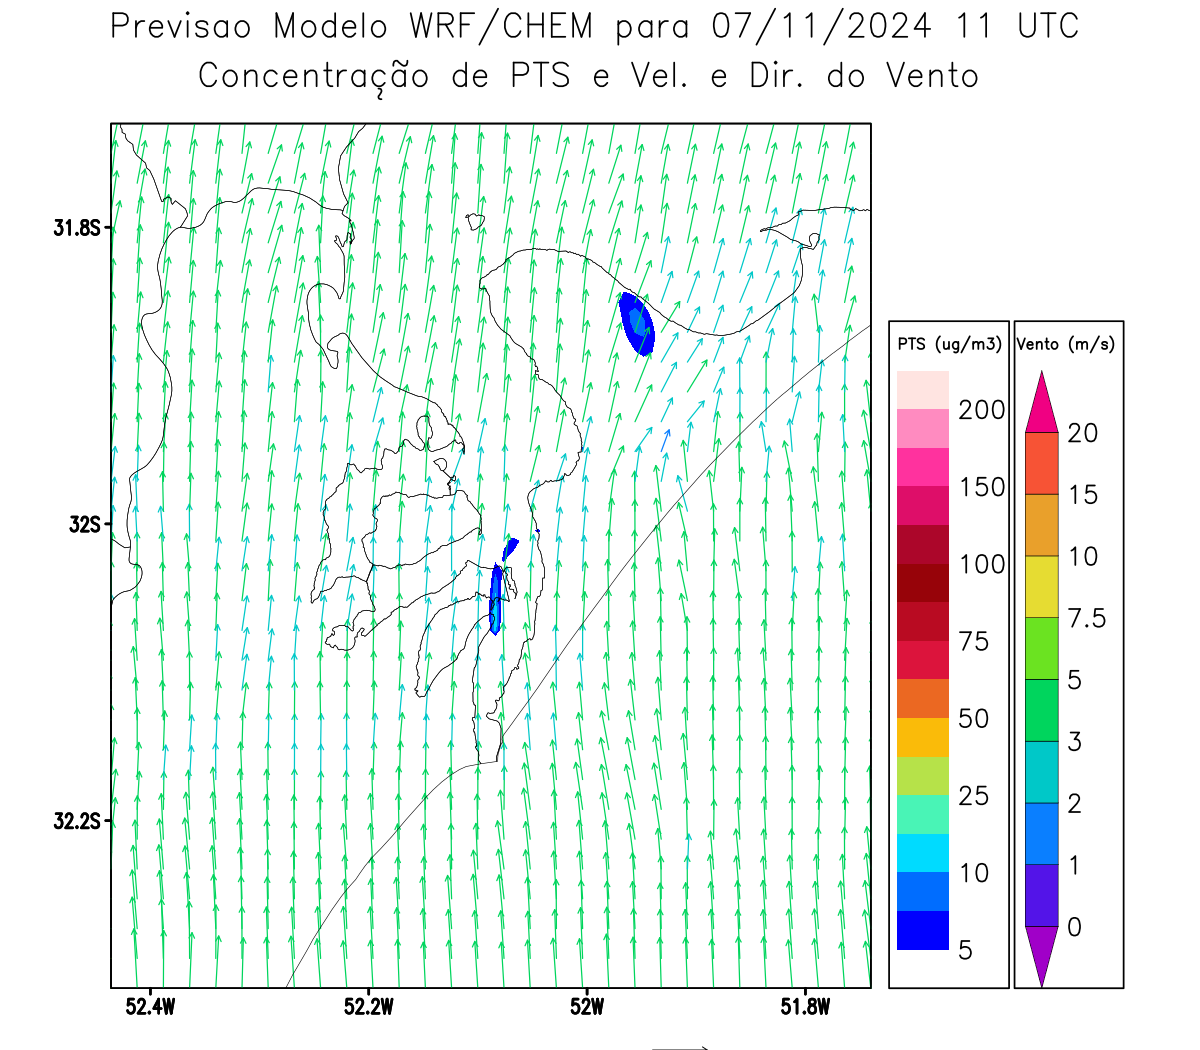 Previsao Modelo WRF/CHEM para 07/11/2024 11 UTC
Concentração de PTS e Vel. e Dir. do Vento
31.8S
32S
32.2S
52.4W 52.2W 52W 51.8W
PTS (ug/m3)
200
150
100
75
50
25
10
5
Vento (m/s)
20
15
10
7.5
5
3
2
1
0